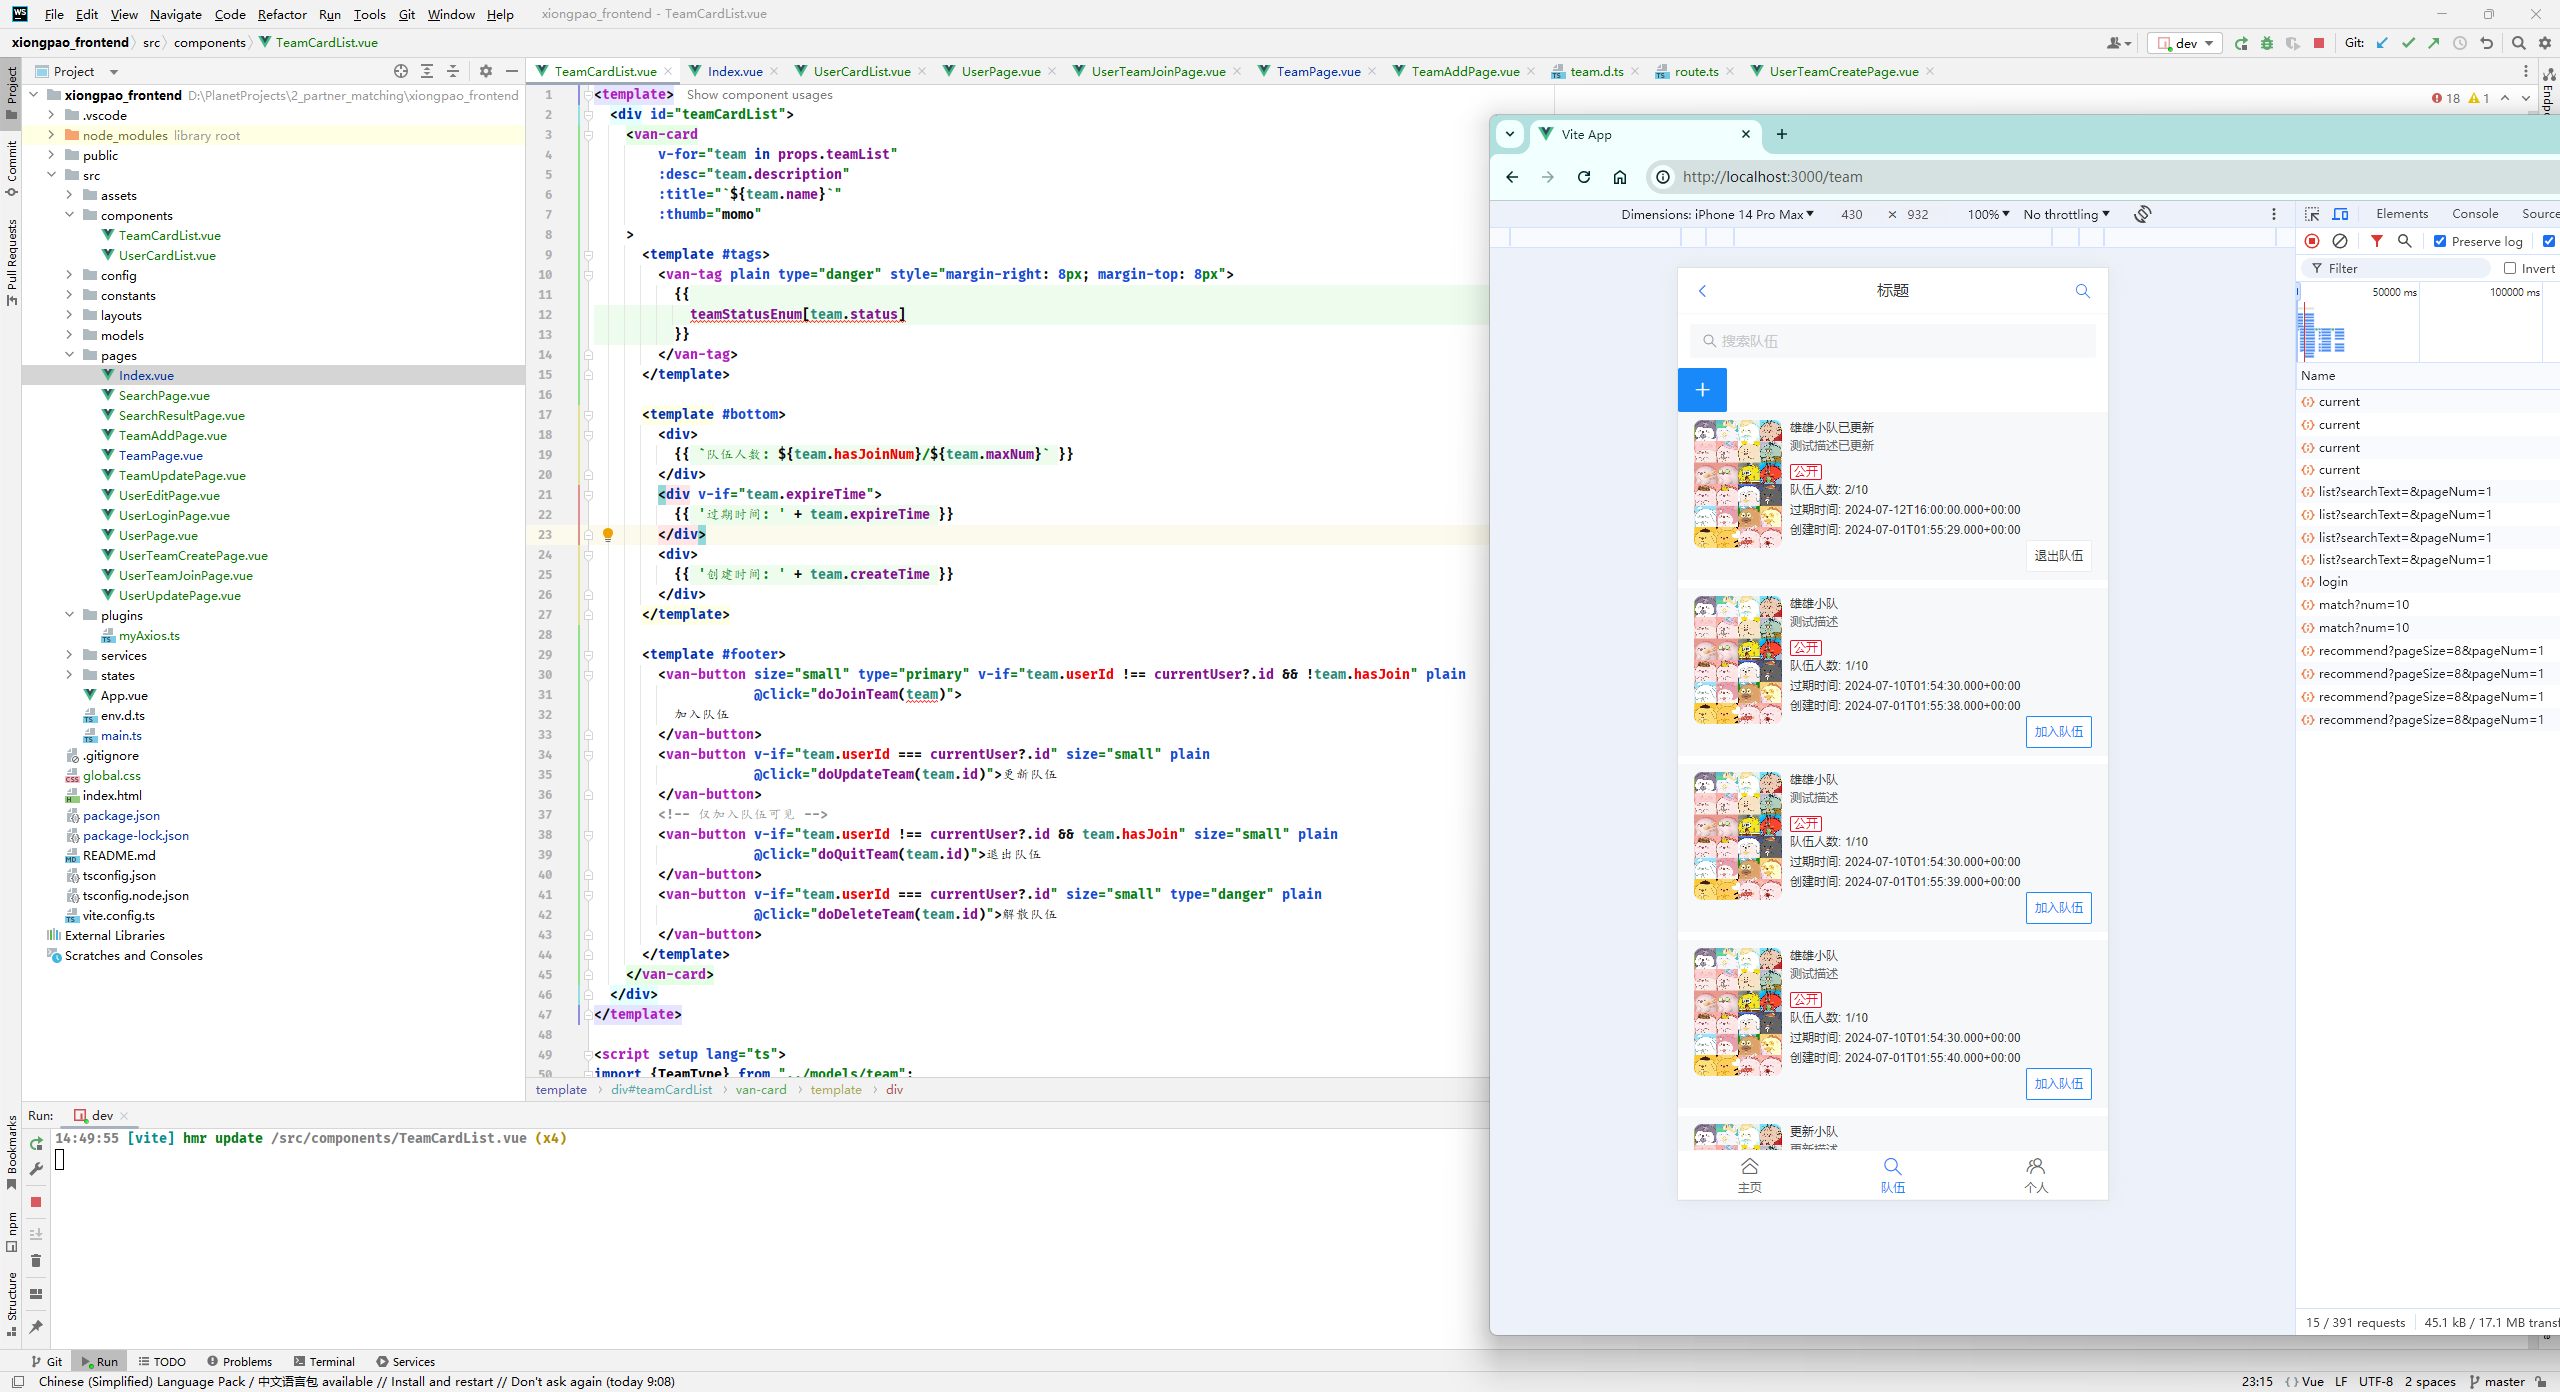 WS File Edit View Navigate Code Refactor Run Tools Git Window Help xiongpao_frontend - TeamCardList.vue
xiongpao_frontend src components TeamCardList.vue dev Git:
Project
TeamCardList.vue Index.vue UserCardList.vue UserPage.vue UserTeamJoinPage.vue TeamPage.vue TeamAddPage.vue team.d.ts route.ts UserTeamCreatePage.vue
Project
Commit
Pull Requests
Bookmarks
npm
Structure
xiongpao_frontend D:\PlanetProjects\2_partner_matching\xiongpao_frontend
.vscode
node_modules library root
public
src
assets
components
TeamCardList.vue
UserCardList.vue
config
constants
layouts
models
pages
Index.vue
SearchPage.vue
SearchResultPage.vue
TeamAddPage.vue
TeamPage.vue
TeamUpdatePage.vue
UserEditPage.vue
UserLoginPage.vue
UserPage.vue
UserTeamCreatePage.vue
UserTeamJoinPage.vue
UserUpdatePage.vue
plugins
myAxios.ts
services
states
App.vue
env.d.ts
main.ts
.gitignore
global.css
index.html
package.json
package-lock.json
README.md
tsconfig.json
tsconfig.node.json
vite.config.ts
External Libraries
Scratches and Consoles
18 1
1 <template> Show component usages
2 <div id="teamCardList">
3 <van-card
4 v-for="team in props.teamList"
5 :desc="team.description"
6 :title="`${team.name}`"
7 :thumb="momo"
8 >
9 <template #tags>
10 <van-tag plain type="danger" style="margin-right: 8px; margin-top: 8px">
11 {{
12 teamStatusEnum[team.status]
13 }}
14 </van-tag>
15 </template>
16
17 <template #bottom>
18 <div>
19 {{ `队伍人数: ${team.hasJoinNum}/${team.maxNum}` }}
20 </div>
21 <div v-if="team.expireTime">
22 {{ '过期时间: ' + team.expireTime }}
23 </div>
24 <div>
25 {{ '创建时间: ' + team.createTime }}
26 </div>
27 </template>
28
29 <template #footer>
30 <van-button size="small" type="primary" v-if="team.userId !== currentUser?.id && !team.hasJoin" plain
31 @click="doJoinTeam(team)">
32 加入队伍
33 </van-button>
34 <van-button v-if="team.userId === currentUser?.id" size="small" plain
35 @click="doUpdateTeam(team.id)">更新队伍
36 </van-button>
37 <!-- 仅加入队伍可见 -->
38 <van-button v-if="team.userId !== currentUser?.id && team.hasJoin" size="small" plain
39 @click="doQuitTeam(team.id)">退出队伍
40 </van-button>
41 <van-button v-if="team.userId === currentUser?.id" size="small" type="danger" plain
42 @click="doDeleteTeam(team.id)">解散队伍
43 </van-button>
44 </template>
45 </van-card>
46 </div>
47 </template>
48
49 <script setup lang="ts">
50 import {TeamType} from "../models/team";
template div#teamCardList van-card template div
Vite App
http://localhost:3000/team
Dimensions: iPhone 14 Pro Max 430 × 932 100% No throttling
Elements Console Sourc
Preserve log
Filter Invert
50000 ms 100000 ms
Name
current
current
current
current
list?searchText=&pageNum=1
list?searchText=&pageNum=1
list?searchText=&pageNum=1
list?searchText=&pageNum=1
login
match?num=10
match?num=10
recommend?pageSize=8&pageNum=1
recommend?pageSize=8&pageNum=1
recommend?pageSize=8&pageNum=1
recommend?pageSize=8&pageNum=1
15 / 391 requests 45.1 kB / 17.1 MB transf
标题
搜索队伍
+
雄雄小队已更新
测试描述已更新
公开
队伍人数: 2/10
过期时间: 2024-07-12T16:00:00.000+00:00
创建时间: 2024-07-01T01:55:29.000+00:00
退出队伍
雄雄小队
测试描述
公开
队伍人数: 1/10
过期时间: 2024-07-10T01:54:30.000+00:00
创建时间: 2024-07-01T01:55:38.000+00:00
加入队伍
雄雄小队
测试描述
公开
队伍人数: 1/10
过期时间: 2024-07-10T01:54:30.000+00:00
创建时间: 2024-07-01T01:55:39.000+00:00
加入队伍
雄雄小队
测试描述
公开
队伍人数: 1/10
过期时间: 2024-07-10T01:54:30.000+00:00
创建时间: 2024-07-01T01:55:40.000+00:00
加入队伍
更新小队
更新描述
主页 队伍 个人
Run: dev
14:49:55 [vite] hmr update /src/components/TeamCardList.vue (x4)
Git Run TODO Problems Terminal Services
Chinese (Simplified) Language Pack / 中文语言包 available // Install and restart // Don't ask again (today 9:08) 23:15 Vue LF UTF-8 2 spaces master